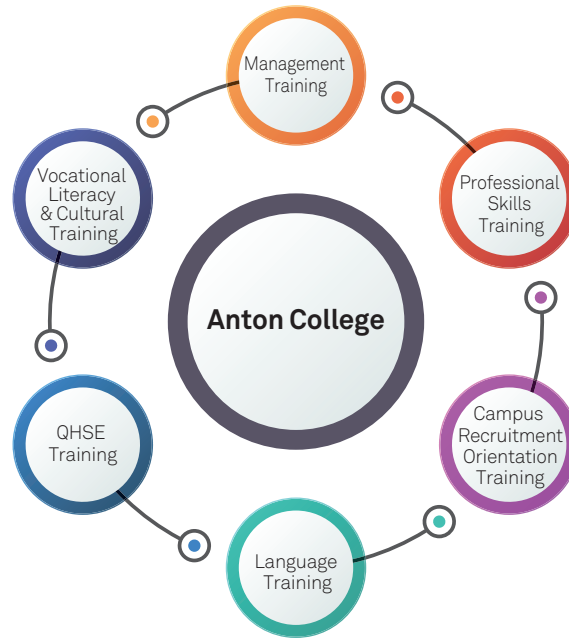 Management
Training
Professional
Skills
Training
Campus
Recruitment
Orientation
Training
Language
Training
QHSE
Training
Vocational
Literacy
& Cultural
Training
Anton College